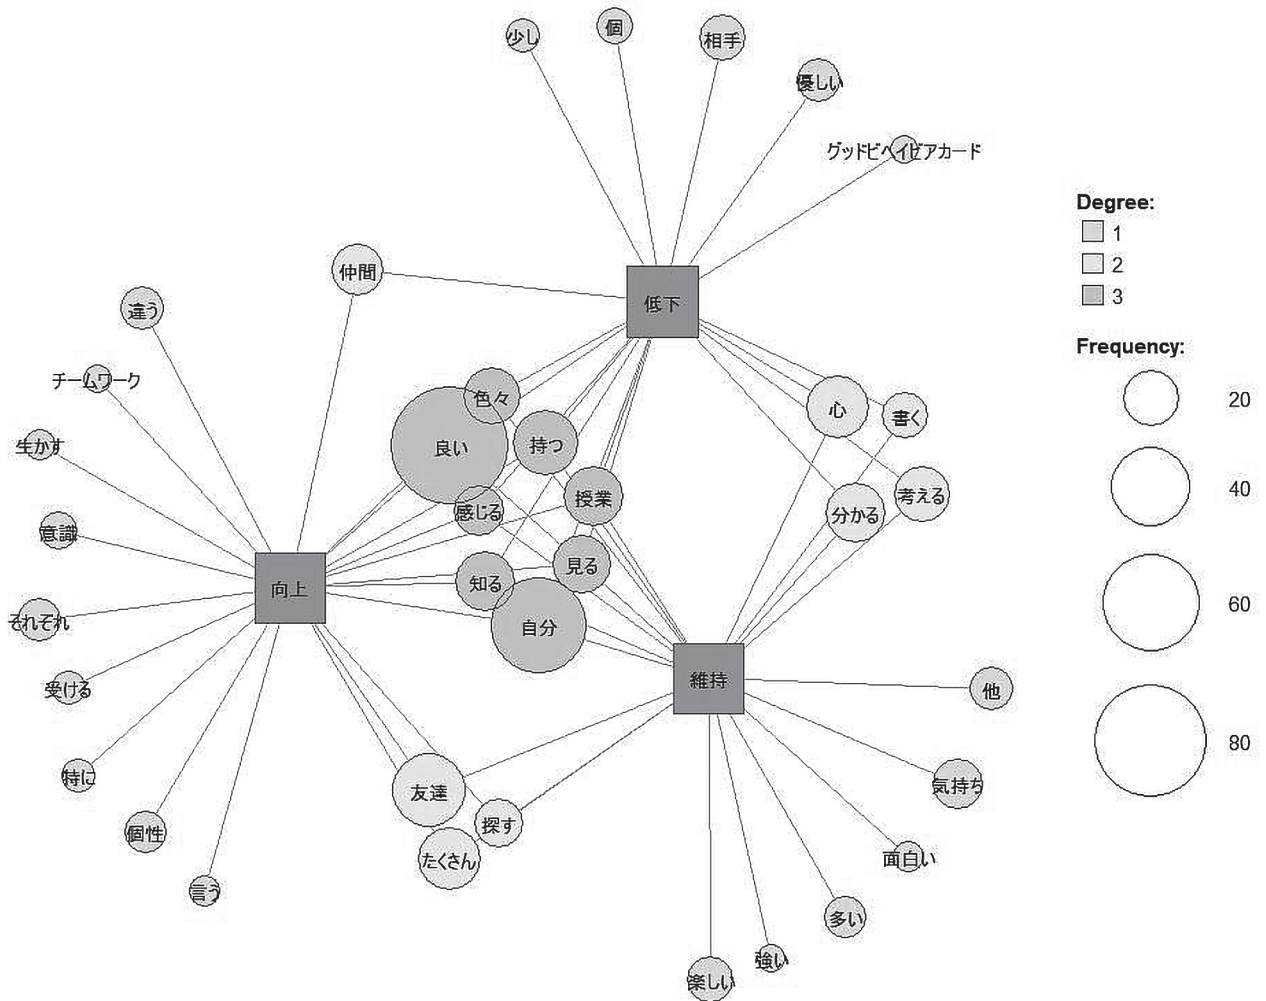 少し
個
相手
優しい
グッドビヘイビアカード
Degree:
1
2
3
仲間
低下
違う
Frequency:
チームワーク
色々
心
書く
20
良い
持つ
生かす
40
授業
考える
感じる
分かる
意識
見る
知る
向上
60
それぞれ
自分
受ける
維持
他
80
特に
友達
気持ち
探す
個性
たくさん
面白い
言う
多い
強い
楽しい